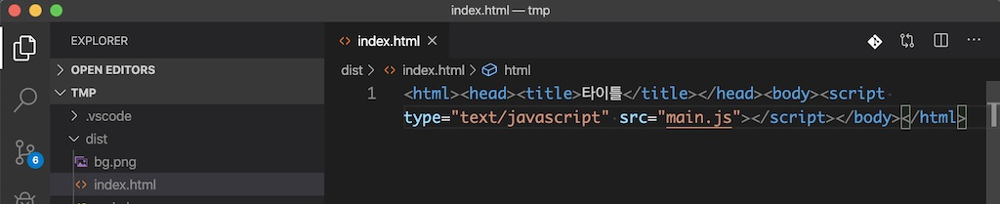 index.html — tmp
EXPLORER
OPEN EDITORS
TMP
.vscode
dist
bg.png
index.html
6
index.html
dist > index.html > html
1
<html><head><title>타이틀</title></head><body><script
type="text/javascript" src="main.js"></script></body></html>